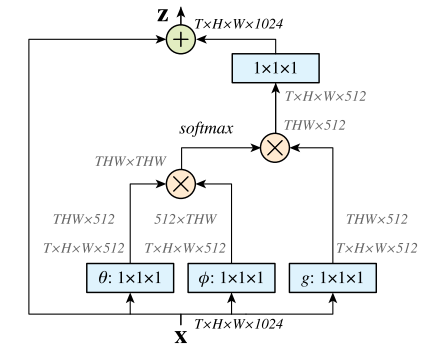 z
T×H×W×1024
+
1×1×1
T×H×W×512
softmax
THW×512
×
THW×THW
×
THW×512
512×THW
THW×512
T×H×W×512
T×H×W×512
T×H×W×512
θ: 1×1×1
ϕ: 1×1×1
g: 1×1×1
x
T×H×W×1024